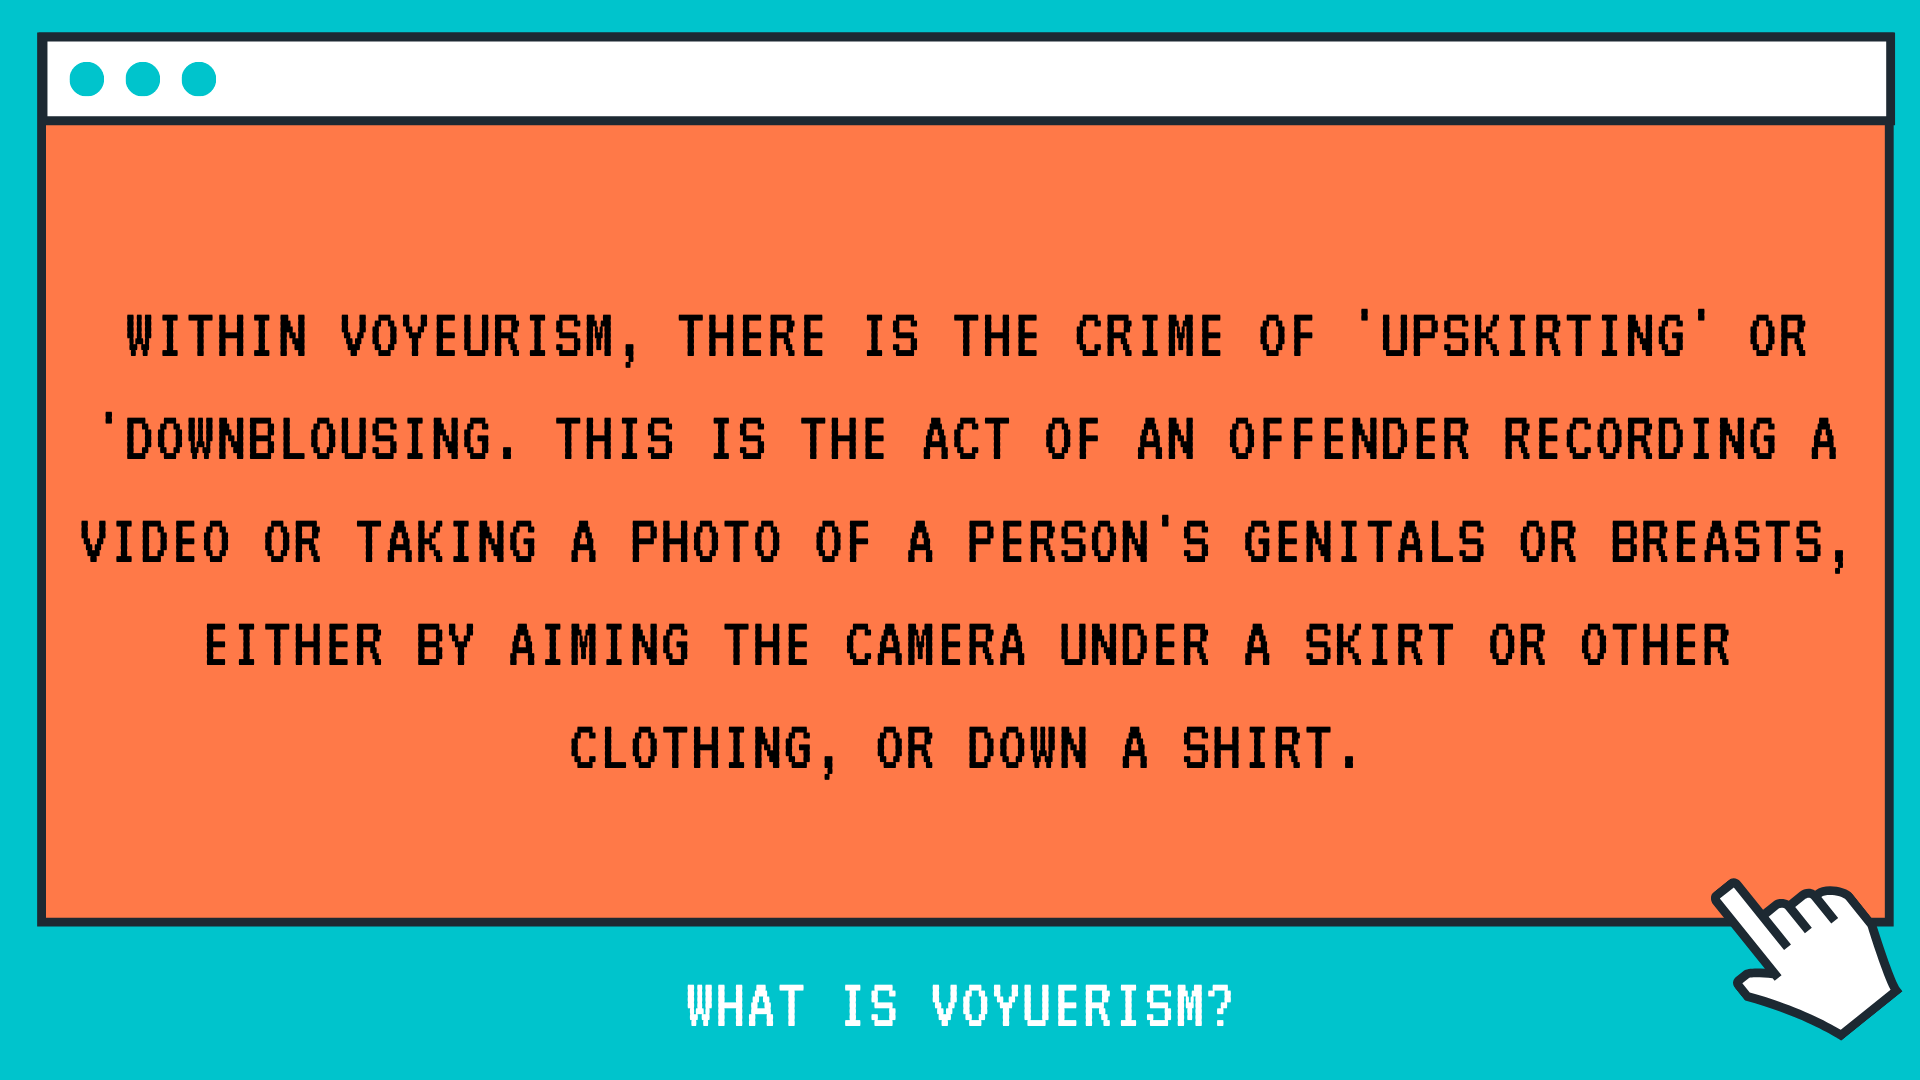 WITHIN VOYEURISM, THERE IS THE CRIME OF 'UPSKIRTING' OR
'DOWNBLOUSING. THIS IS THE ACT OF AN OFFENDER RECORDING A
VIDEO OR TAKING A PHOTO OF A PERSON'S GENITALS OR BREASTS,
EITHER BY AIMING THE CAMERA UNDER A SKIRT OR OTHER
CLOTHING, OR DOWN A SHIRT.
WHAT IS VOYUERISM?